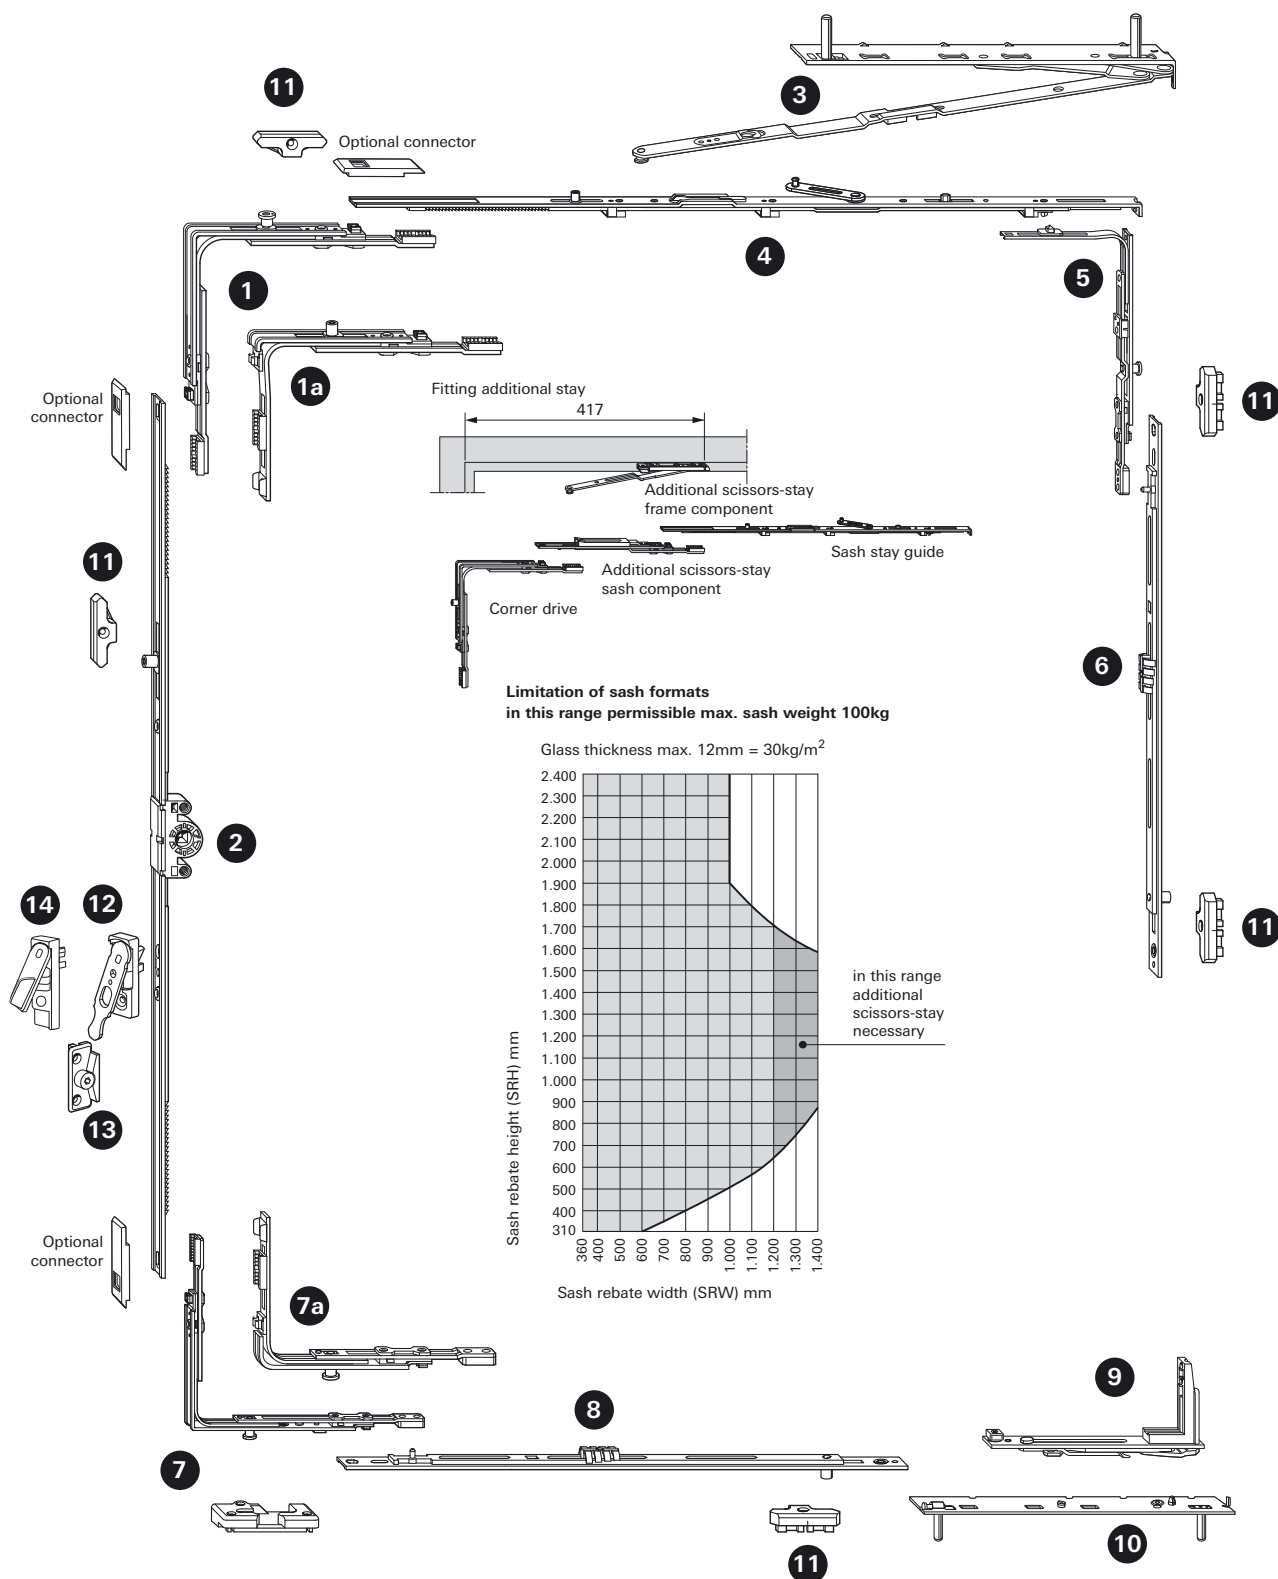 3
11
Optional connector
4
5
1
1a
Optional
connector
Fitting additional stay
417
11
Additional scissors-stay
frame component
Sash stay guide
Additional scissors-stay
sash component
Corner drive
11
6
Limitation of sash formats
in this range permissible max. sash weight 100kg
Glass thickness max. 12mm = 30kg/m²
2.400
2.300
2.200
2.100
2.000
1.900
1.800
1.700
1.600
1.500
1.400
1.300
1.200
1.100
1.000
900
800
700
600
500
400
310
Sash rebate height (SRH) mm
360
400
500
600
700
800
900
1.000
1.100
1.200
1.300
1.400
Sash rebate width (SRW) mm
in this range
additional
scissors-stay
necessary
2
14
12
11
13
Optional
connector
7a
9
8
7
10
11